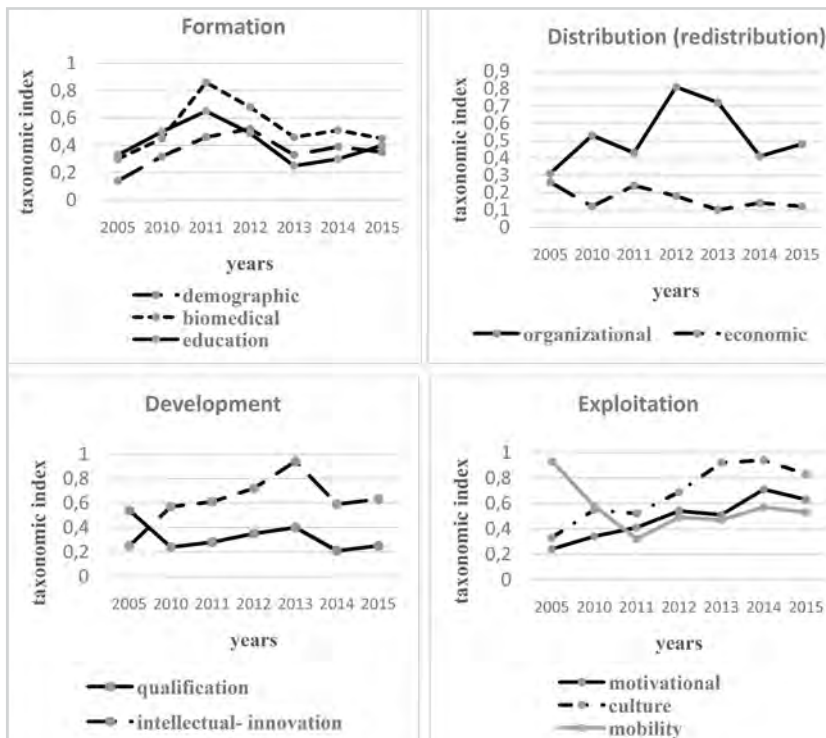 Formation
taxonomic index
1
0,8
0,6
0,4
0,2
0
2005 2010 2011 2012 2013 2014 2015
years
demographic
biomedical
education
Distribution (redistribution)
taxonomic index
0,9
0,8
0,7
0,6
0,5
0,4
0,3
0,2
0,1
0
2005 2010 2011 2012 2013 2014 2015
years
organizational economic
Development
taxonomic index
1
0,8
0,6
0,4
0,2
0
2005 2010 2011 2012 2013 2014 2015
years
qualification
intellectual- innovation
Exploitation
taxonomic index
1
0,8
0,6
0,4
0,2
0
2005 2010 2011 2012 2013 2014 2015
years
motivational
culture
mobility